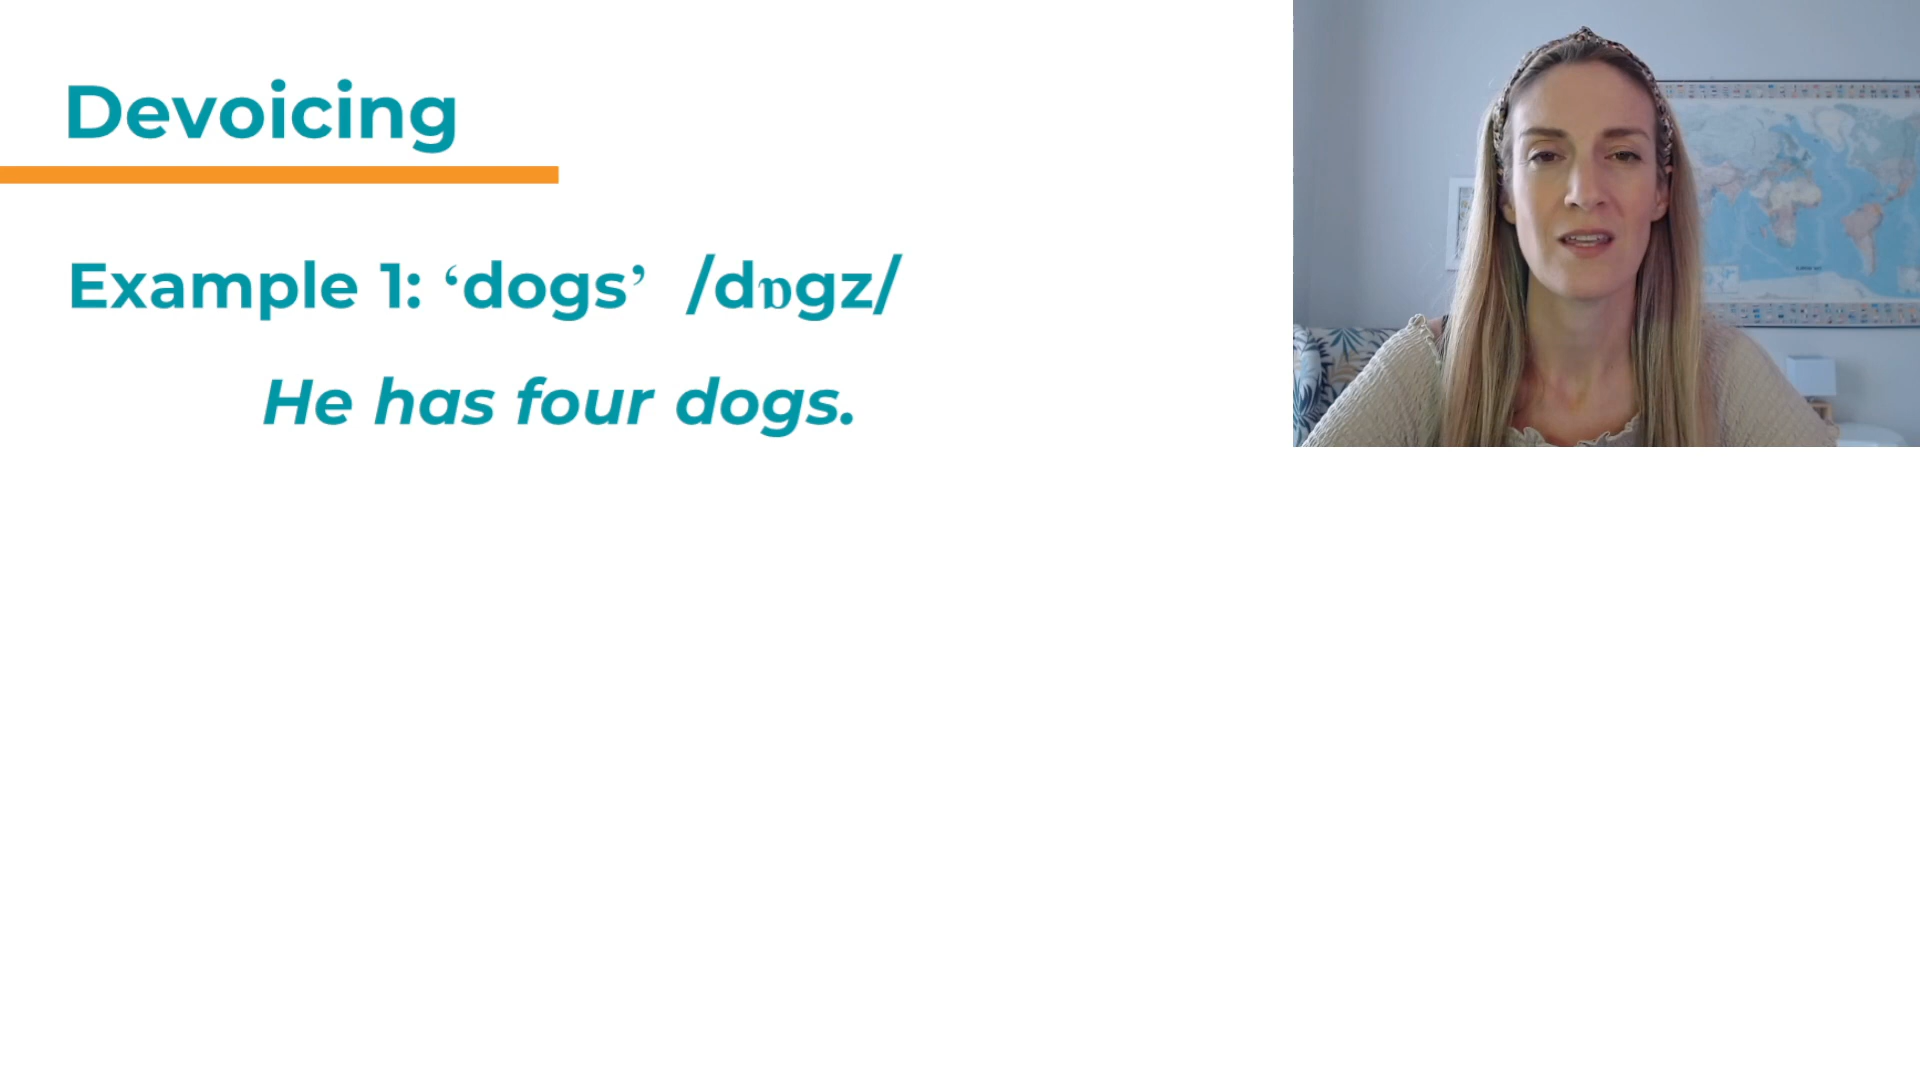 Devoicing
Example 1: ‘dogs’ /dɒgz/
He has four dogs.